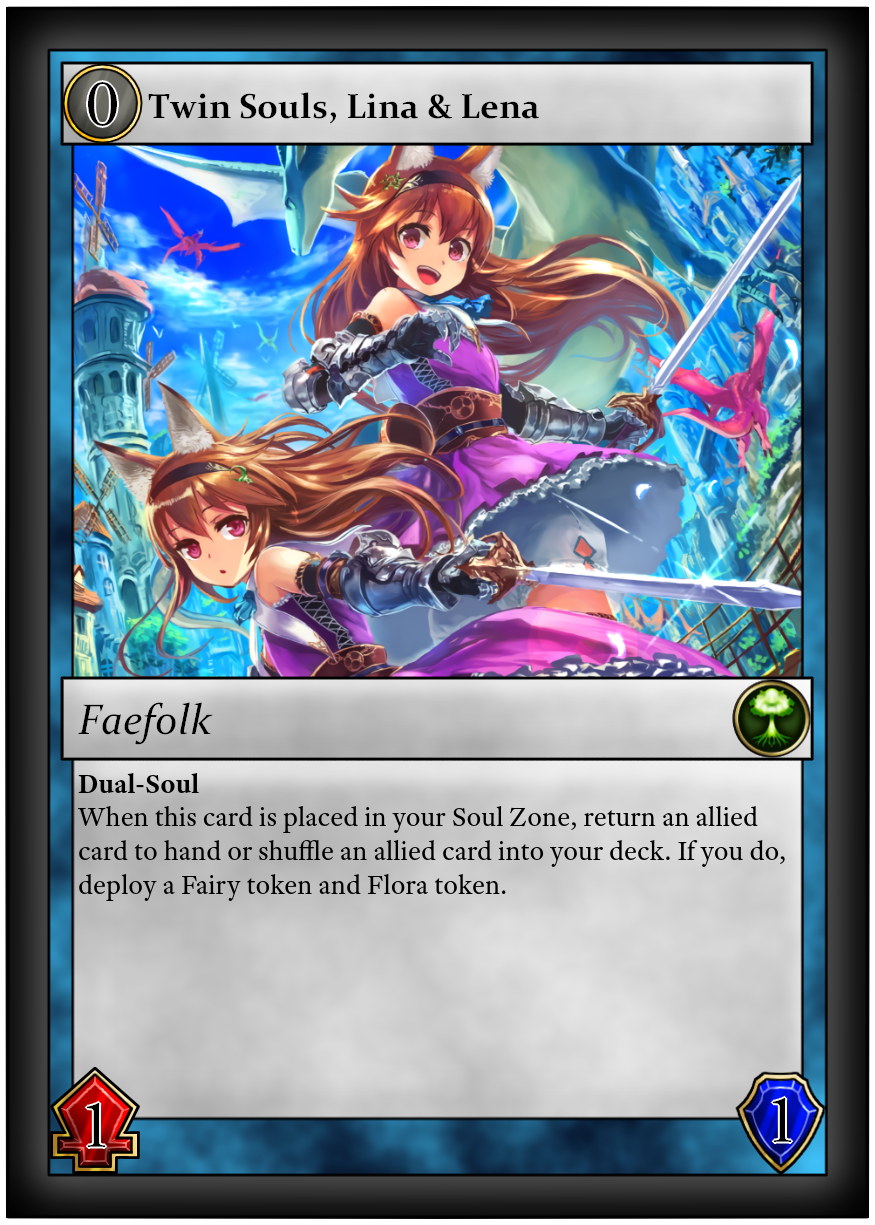 0 Twin Souls, Lina & Lena
Faefolk
Dual-Soul
When this card is placed in your Soul Zone, return an allied
card to hand or shuffle an allied card into your deck. If you do,
deploy a Fairy token and Flora token.
1 1